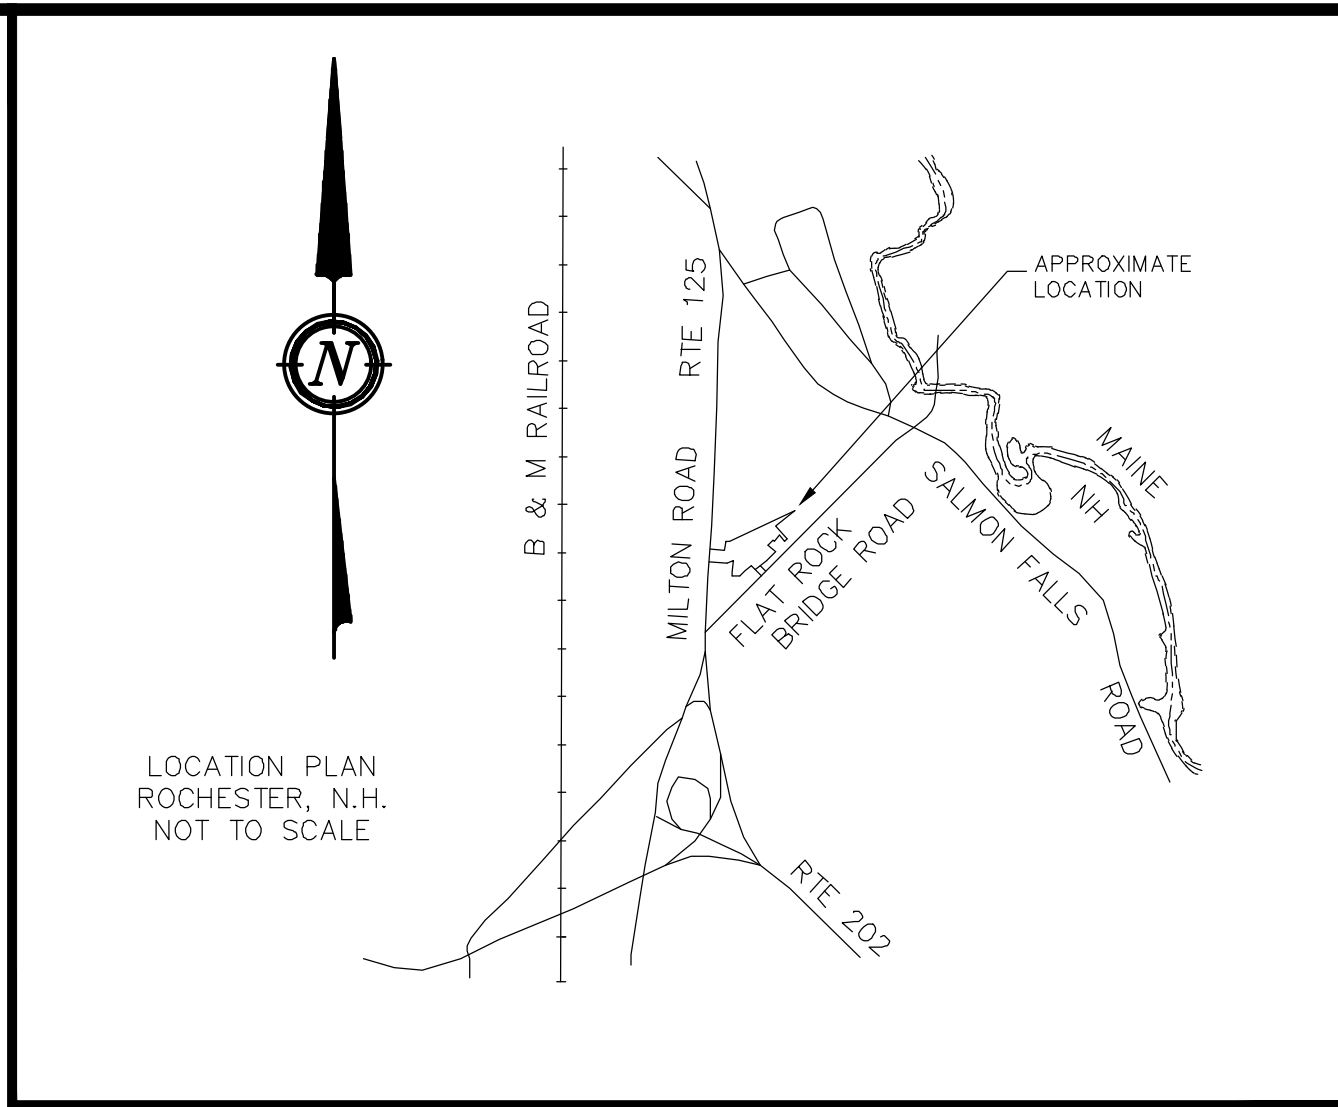 N
B & M RAILROAD
MILTON ROAD RTE 125
APPROXIMATE
LOCATION
FLAT ROCK
BRIDGE ROAD
SALMON FALLS
ROAD
MAINE
NH
RTE 202
LOCATION PLAN
ROCHESTER, N.H.
NOT TO SCALE